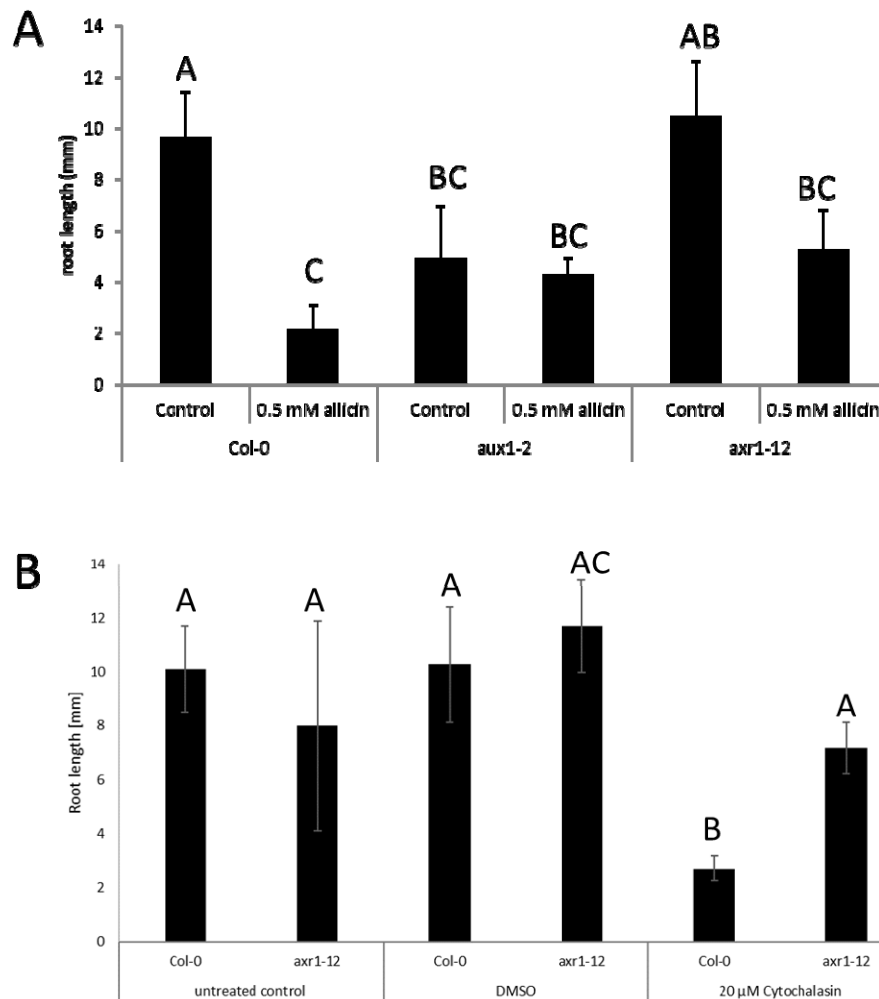 A
root length (mm)
14
12
10
8
6
4
2
0
A
C
BC
BC
AB
BC
Control
0.5 mM allicin
Control
0.5 mM allicin
Control
0.5 mM allicin
Col-0
aux1-2
axr1-12
B
Root length [mm]
14
12
10
8
6
4
2
0
A
A
A
AC
B
A
Col-0
axr1-12
Col-0
axr1-12
Col-0
axr1-12
untreated control
DMSO
20 µM Cytochalasin